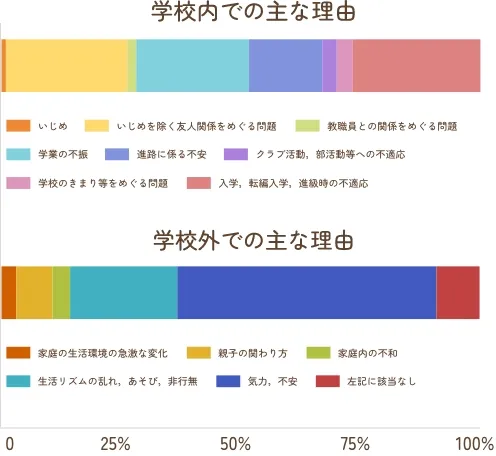 学校内での主な理由
いじめ いじめを除く友人関係をめぐる問題 教職員との関係をめぐる問題
学業の不振 進路に係る不安 クラブ活動，部活動等への不適応
学校のきまり等をめぐる問題 入学，転編入学，進級時の不適応
学校外での主な理由
家庭の生活環境の急激な変化 親子の関わり方 家庭内の不和
生活リズムの乱れ，あそび，非行無 気力，不安 左記に該当なし
0 25% 50% 75% 100%